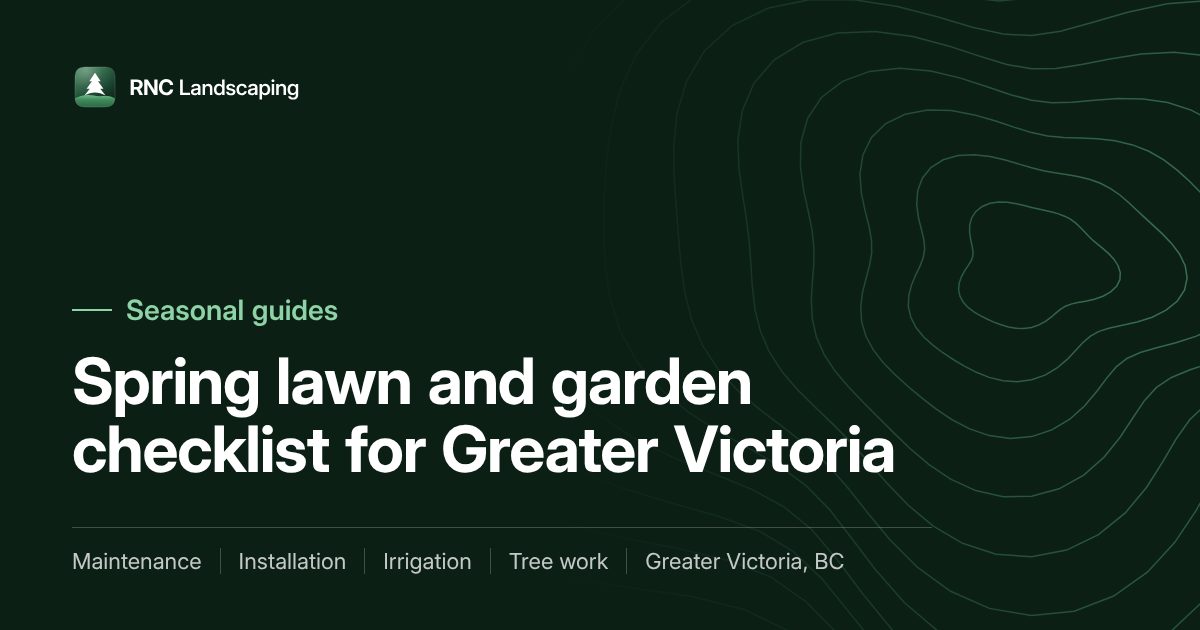 RNC Landscaping
Seasonal guides
Spring lawn and garden
checklist for Greater Victoria
Maintenance Installation Irrigation Tree work Greater Victoria, BC